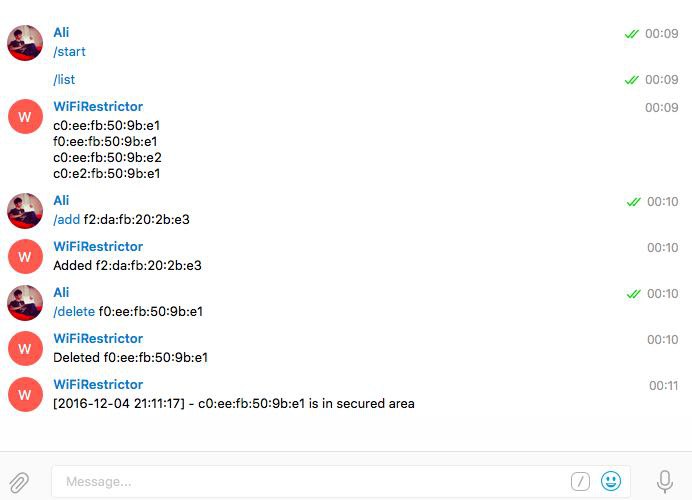 Ali 00:09
/start
/list 00:09
W WiFiRestrictor 00:09
c0:ee:fb:50:9b:e1
f0:ee:fb:50:9b:e1
c0:ee:fb:50:9b:e2
c0:e2:fb:50:9b:e1
Ali 00:10
/add f2:da:fb:20:2b:e3
W WiFiRestrictor 00:10
Added f2:da:fb:20:2b:e3
Ali 00:10
/delete f0:ee:fb:50:9b:e1
W WiFiRestrictor 00:10
Deleted f0:ee:fb:50:9b:e1
W WiFiRestrictor 00:11
[2016-12-04 21:11:17] - c0:ee:fb:50:9b:e1 is in secured area
Message... /